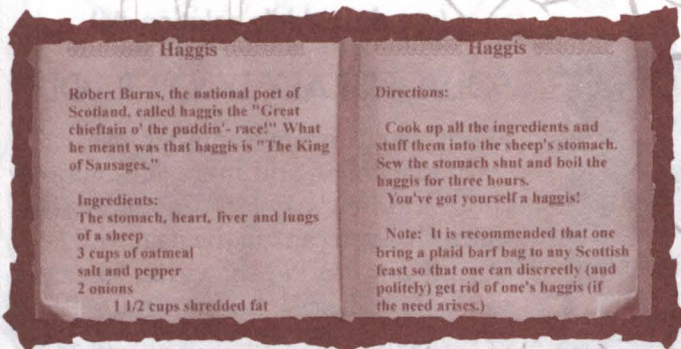 Haggis
Robert Burns, the national poet of
Scotland, called haggis the "Great
chieftain o' the puddin'- race!" What
he meant was that haggis is "The King
of Sausages."
Ingredients:
The stomach, heart, liver and lungs
of a sheep
3 cups of oatmeal
salt and pepper
2 onions
1 1/2 cups shredded fat
Haggis
Directions:
Cook up all the ingredients and
stuff them into the sheep's stomach.
Sew the stomach shut and boil the
haggis for three hours.
You've got yourself a haggis!
Note: It is recommended that one
bring a plaid barf bag to any Scottish
feast so that one can discreetly (and
politely) get rid of one's haggis (if
the need arises.)